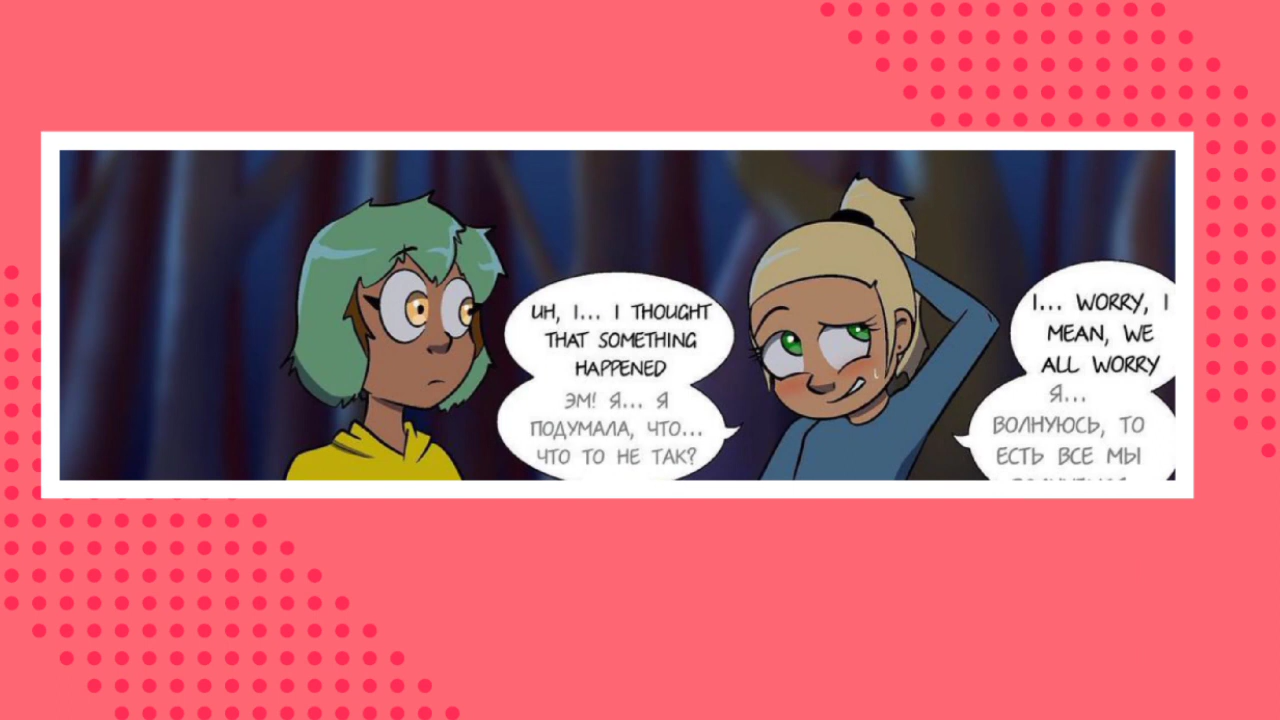 UH, I... I THOUGHT
THAT SOMETHING
HAPPENED
ЭМ! Я... Я
ПОДУМАЛА, ЧТО...
ЧТО ТО НЕ ТАК?
I... WORRY, I
MEAN, WE
ALL WORRY
Я...
ВОЛНУЮСЬ, ТО
ЕСТЬ ВСЕ МЫ